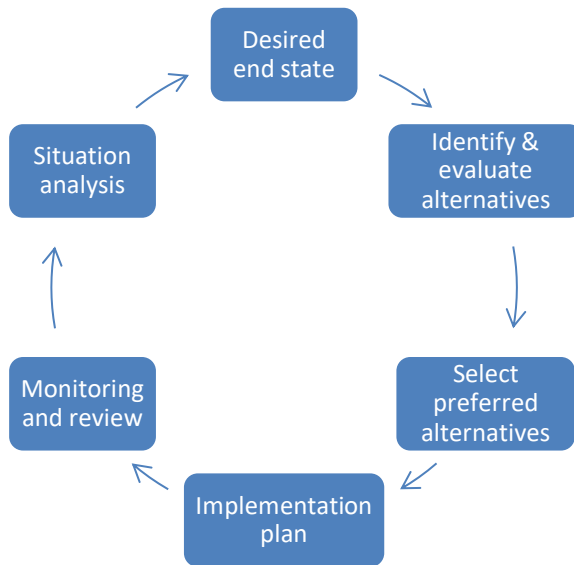 Desired
end state
Identify &
evaluate
alternatives
Select
preferred
alternatives
Implementation
plan
Monitoring
and review
Situation
analysis